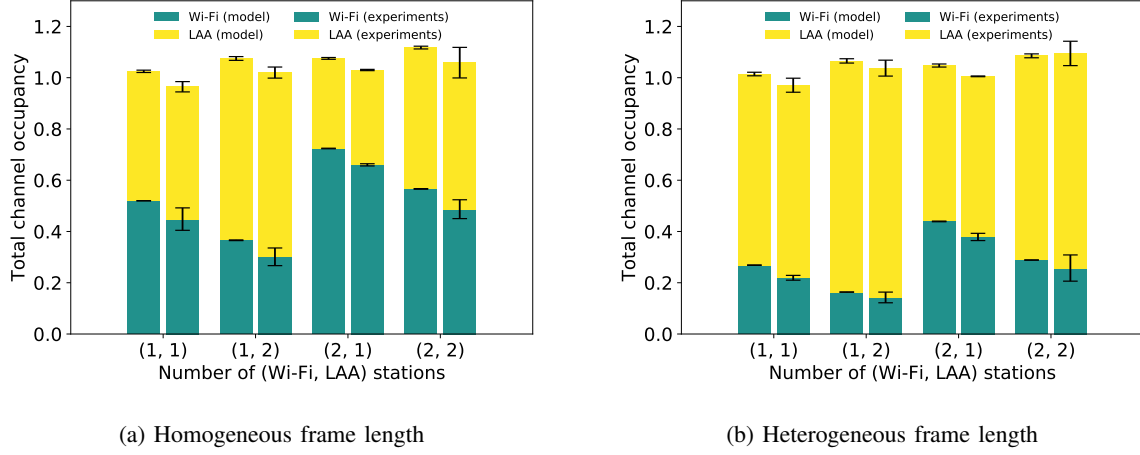 Total channel occupancy
1.2
1.0
0.8
0.6
0.4
0.2
0.0
Wi-Fi (model)
LAA (model)
Wi-Fi (experiments)
LAA (experiments)
(1, 1) (1, 2) (2, 1) (2, 2)
Number of (Wi-Fi, LAA) stations
(a) Homogeneous frame length
Total channel occupancy
1.2
1.0
0.8
0.6
0.4
0.2
0.0
Wi-Fi (model)
LAA (model)
Wi-Fi (experiments)
LAA (experiments)
(1, 1) (1, 2) (2, 1) (2, 2)
Number of (Wi-Fi, LAA) stations
(b) Heterogeneous frame length